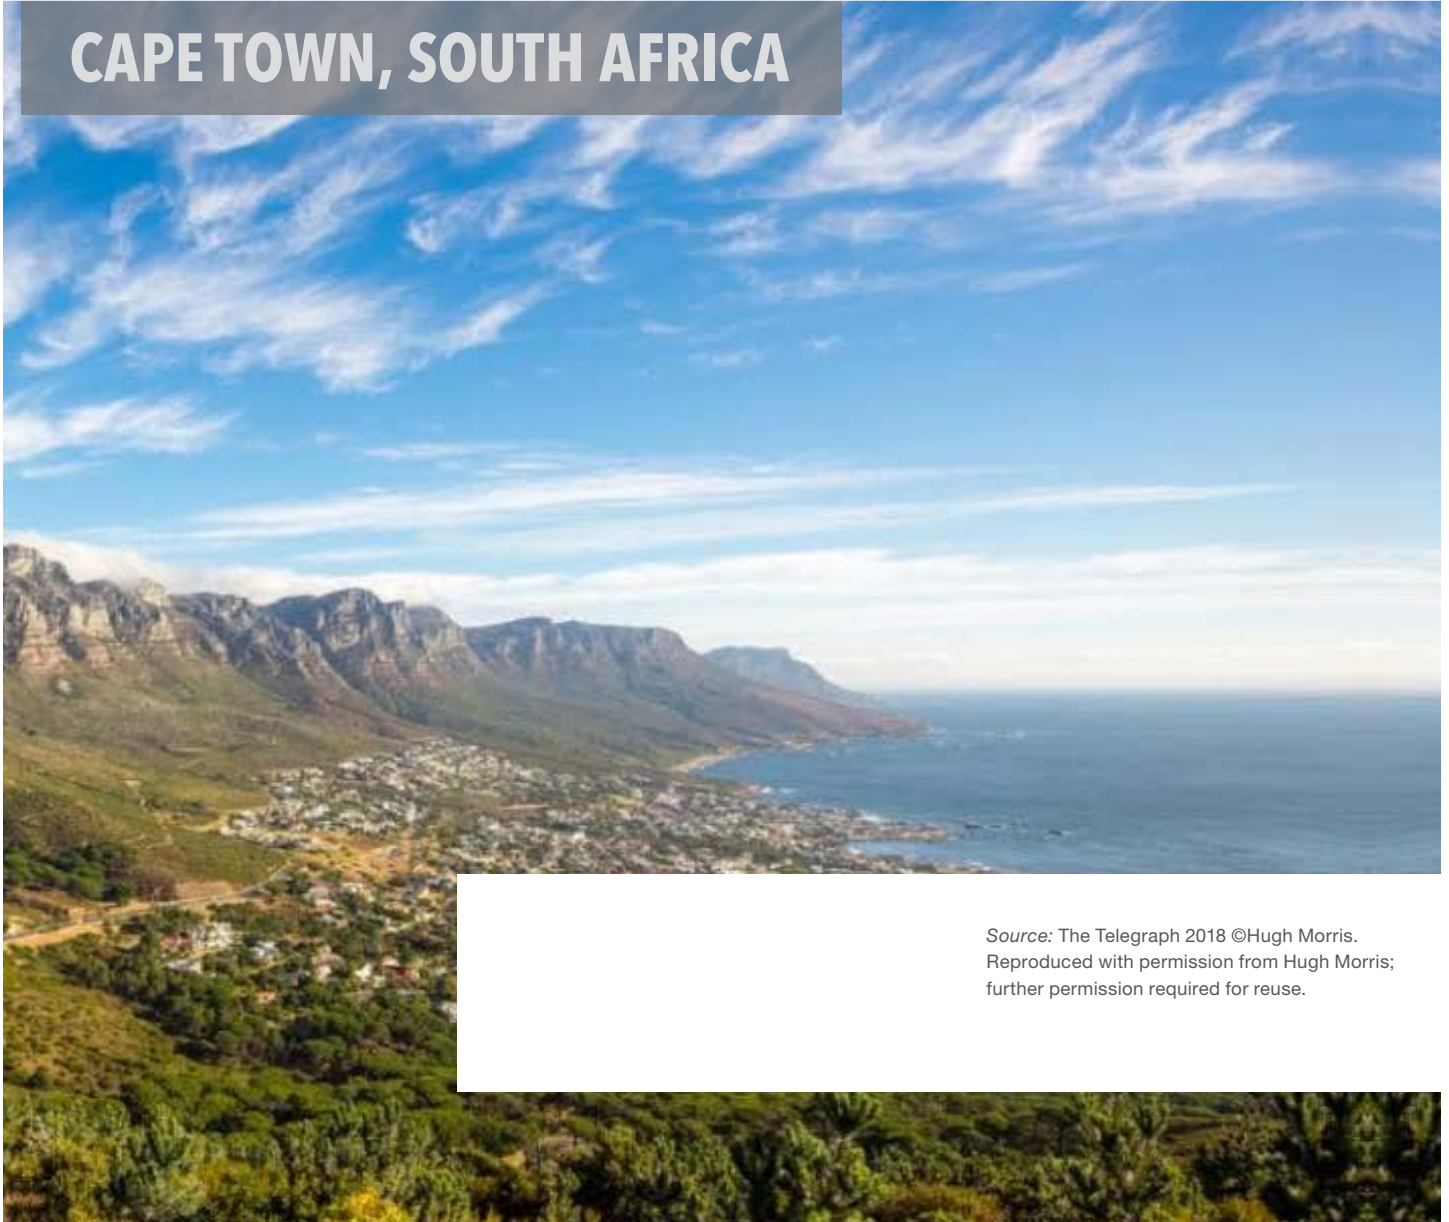 CAPE TOWN, SOUTH AFRICA
Source: The Telegraph 2018 ©Hugh Morris.
Reproduced with permission from Hugh Morris;
further permission required for reuse.